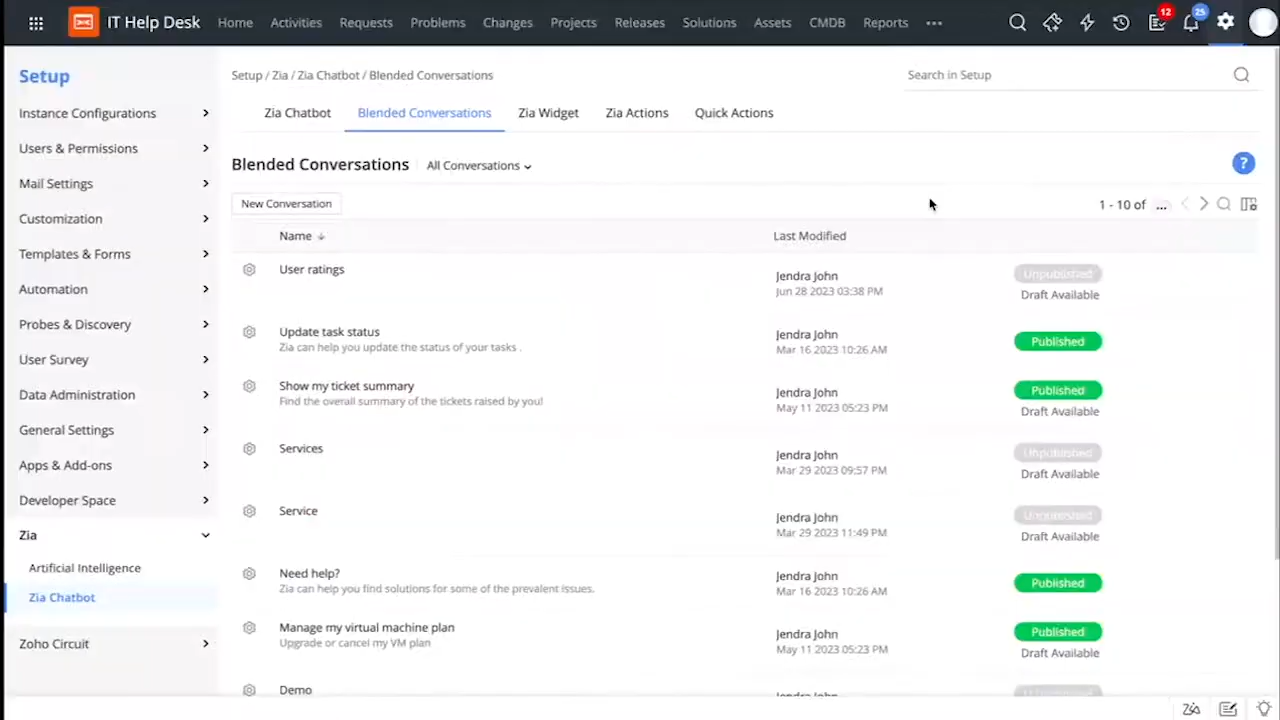 IT Help Desk Home Activities Requests Problems Changes Projects Releases Solutions Assets CMDB Reports ••• 12 25
Setup
Instance Configurations
Users & Permissions
Mail Settings
Customization
Templates & Forms
Automation
Probes & Discovery
User Survey
Data Administration
General Settings
Apps & Add-ons
Developer Space
Zia
Artificial Intelligence
Zia Chatbot
Zoho Circuit
Setup / Zia / Zia Chatbot / Blended Conversations
Search in Setup
Zia Chatbot Blended Conversations Zia Widget Zia Actions Quick Actions
Blended Conversations All Conversations
?
New Conversation
1 - 10 of ...
Name Last Modified
User ratings
Jendra John
Jun 28 2023 03:38 PM
Unpublished
Draft Available
Update task status
Zia can help you update the status of your tasks .
Jendra John
Mar 16 2023 10:26 AM
Published
Show my ticket summary
Find the overall summary of the tickets raised by you!
Jendra John
May 11 2023 05:23 PM
Published
Draft Available
Services
Jendra John
Mar 29 2023 09:57 PM
Unpublished
Draft Available
Service
Jendra John
Mar 29 2023 11:49 PM
Unpublished
Draft Available
Need help?
Zia can help you find solutions for some of the prevalent issues.
Jendra John
Mar 16 2023 10:26 AM
Published
Manage my virtual machine plan
Upgrade or cancel my VM plan
Jendra John
May 11 2023 05:23 PM
Published
Draft Available
Demo